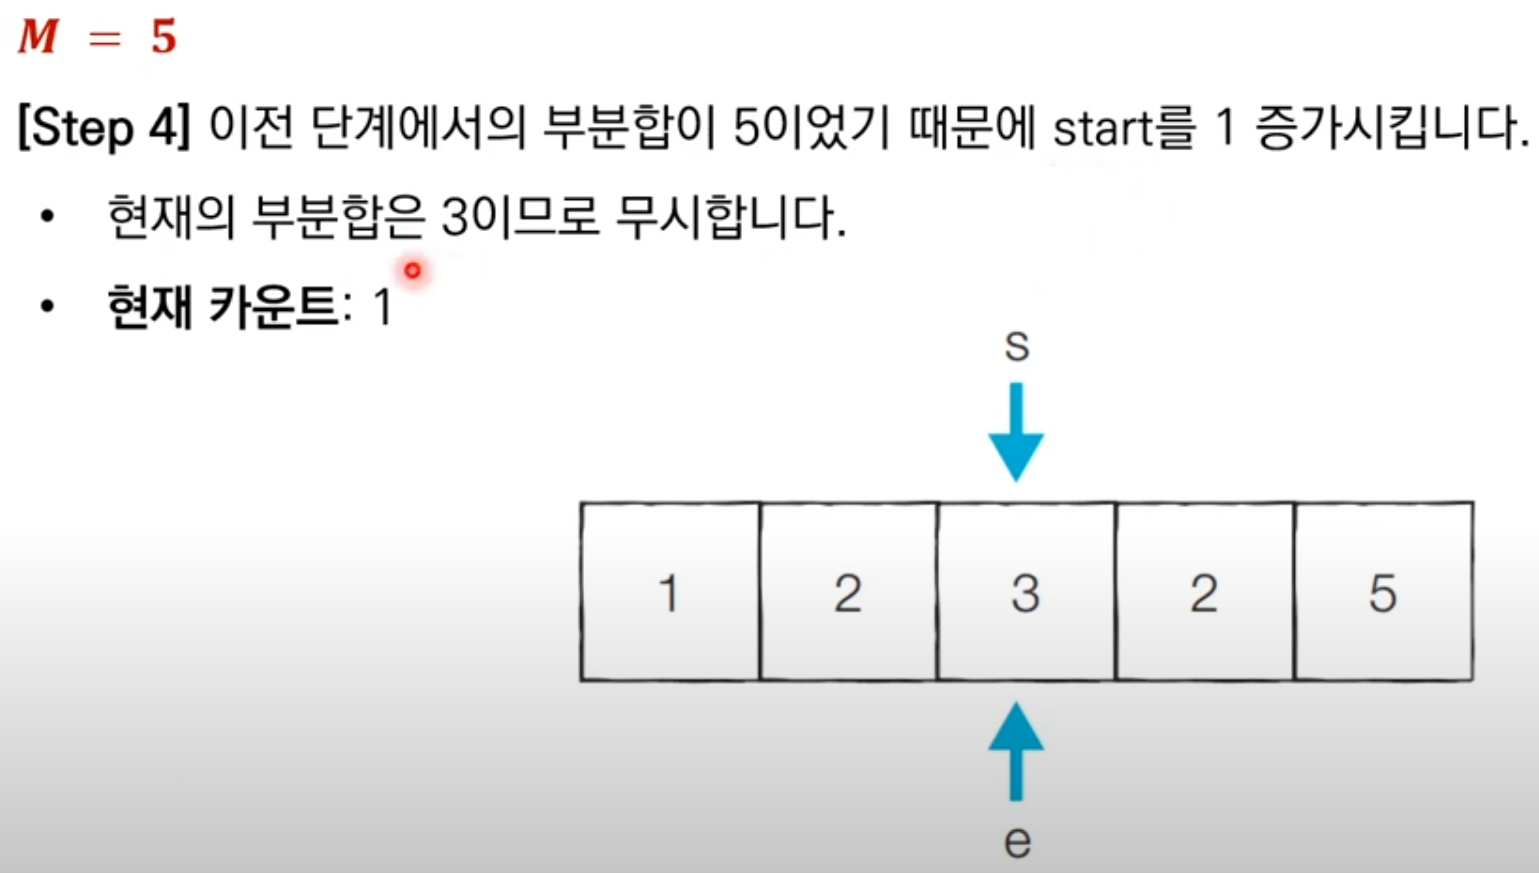 M = 5
[Step 4] 이전 단계에서의 부분합이 5이었기 때문에 start를 1 증가시킵니다.
• 현재의 부분합은 3이므로 무시합니다.
• 현재 카운트: 1
s
1 2 3 2 5
e